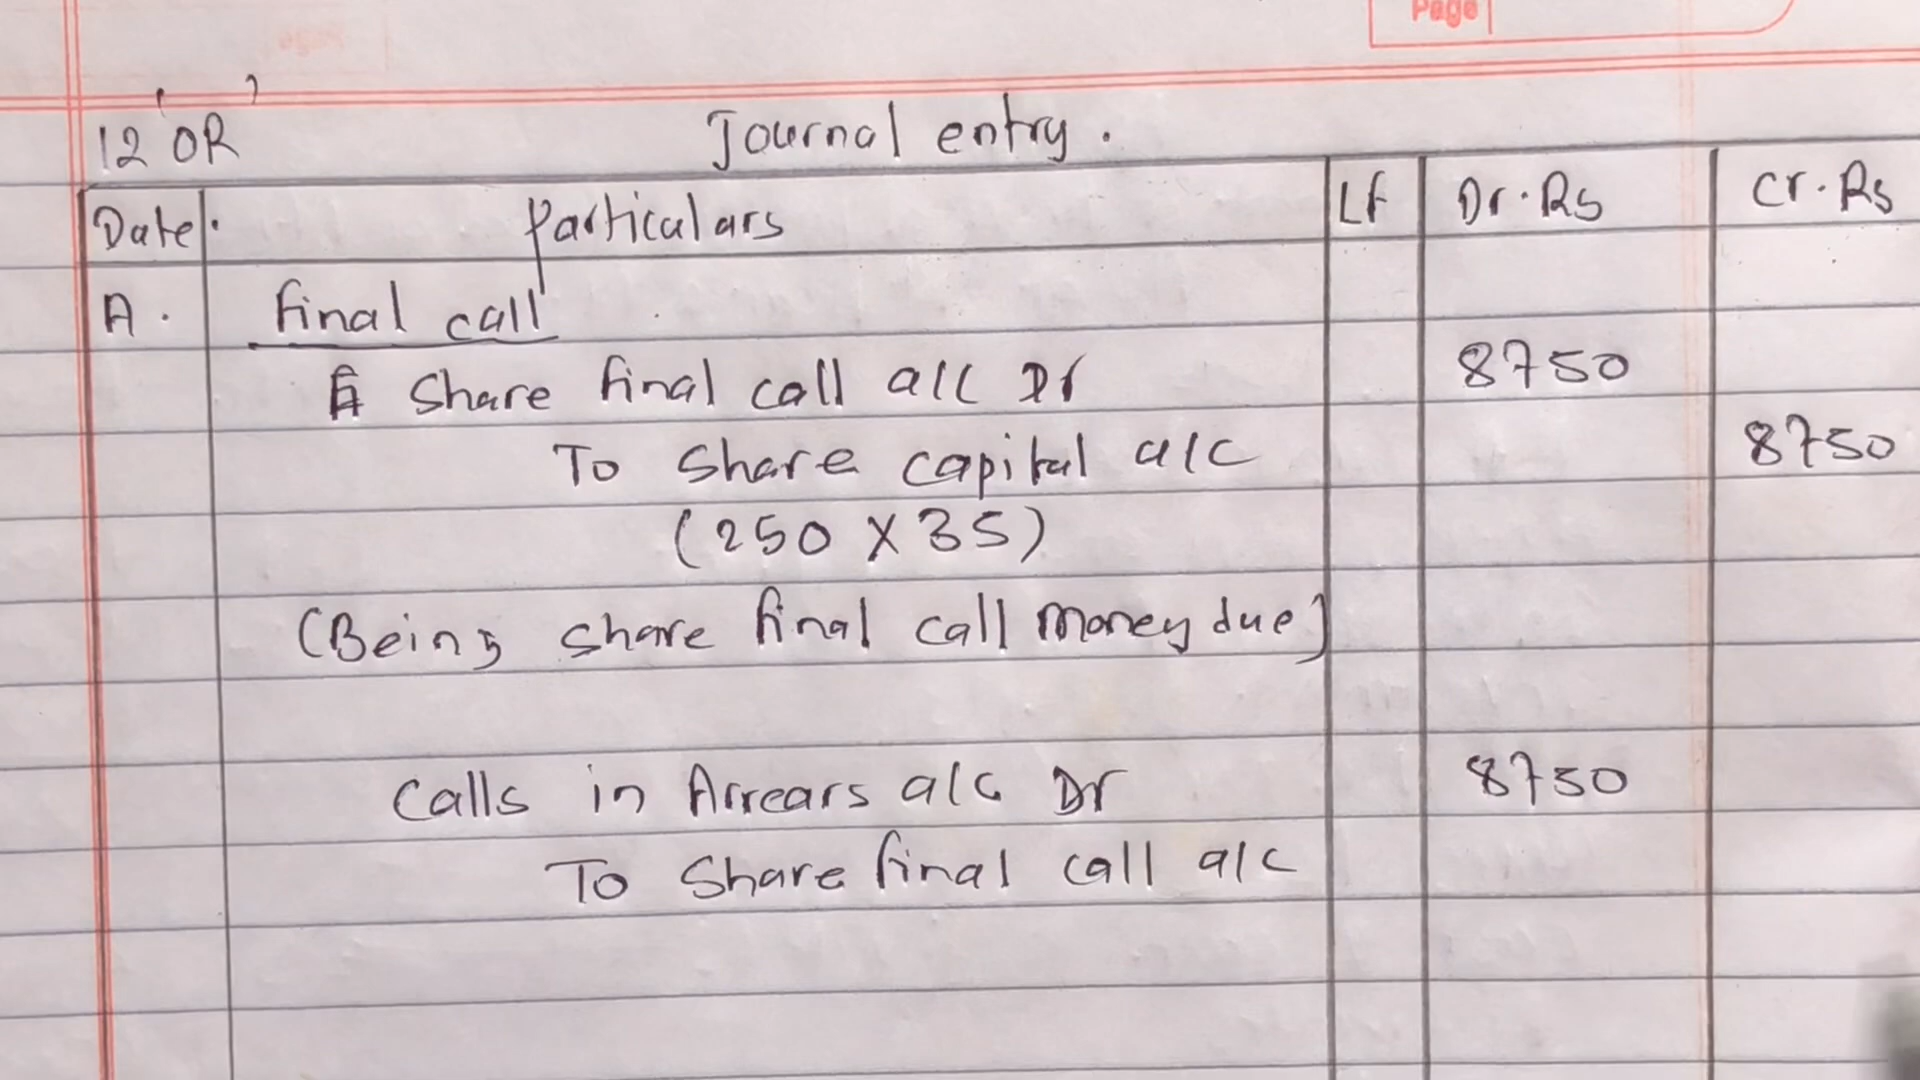 Page
12 'OR'
Journal entry.
Date. Particulars LF Dr.Rs Cr.Rs
A. final call
Share final call a/c Dr 8750
To Share capital a/c 8750
(250 X 35)
(Being share final call money due)
Calls in Arrears a/c Dr 8750
To Share final call a/c